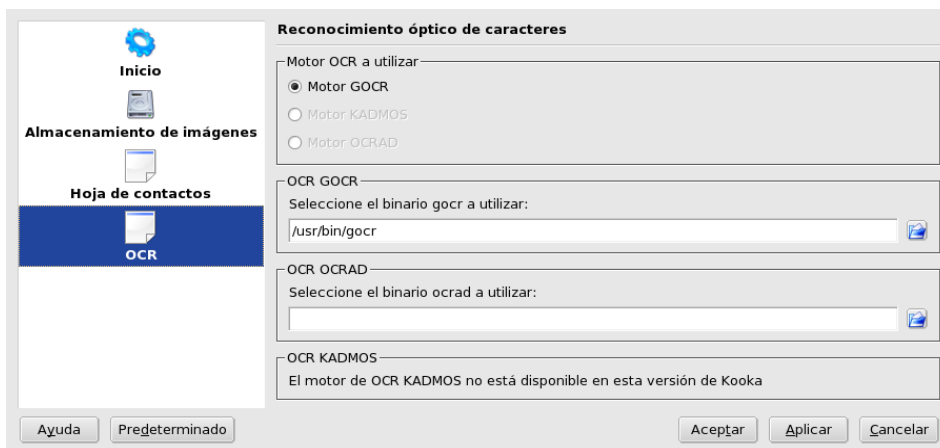 Inicio
Almacenamiento de imágenes
Hoja de contactos
OCR
Reconocimiento óptico de caracteres
Motor OCR a utilizar
Motor GOCR
Motor KADMOS
Motor OCRAD
OCR GOCR
Seleccione el binario gocr a utilizar:
/usr/bin/gocr
OCR OCRAD
Seleccione el binario ocrad a utilizar:
OCR KADMOS
El motor de OCR KADMOS no está disponible en esta versión de Kooka
Ayuda Predeterminado Aceptar Aplicar Cancelar